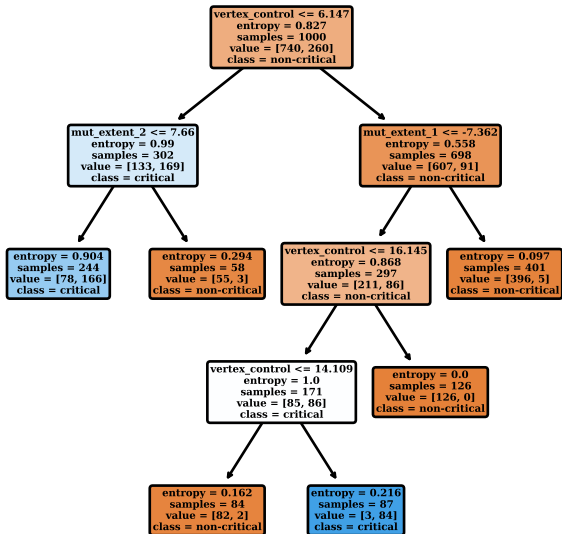 vertex_control <= 6.147
entropy = 0.827
samples = 1000
value = [740, 260]
class = non-critical
mut_extent_2 <= 7.66
entropy = 0.99
samples = 302
value = [133, 169]
class = critical
mut_extent_1 <= -7.362
entropy = 0.558
samples = 698
value = [607, 91]
class = non-critical
entropy = 0.904
samples = 244
value = [78, 166]
class = critical
entropy = 0.294
samples = 58
value = [55, 3]
class = non-critical
vertex_control <= 16.145
entropy = 0.868
samples = 297
value = [211, 86]
class = non-critical
entropy = 0.097
samples = 401
value = [396, 5]
class = non-critical
vertex_control <= 14.109
entropy = 1.0
samples = 171
value = [85, 86]
class = critical
entropy = 0.0
samples = 126
value = [126, 0]
class = non-critical
entropy = 0.162
samples = 84
value = [82, 2]
class = non-critical
entropy = 0.216
samples = 87
value = [3, 84]
class = critical